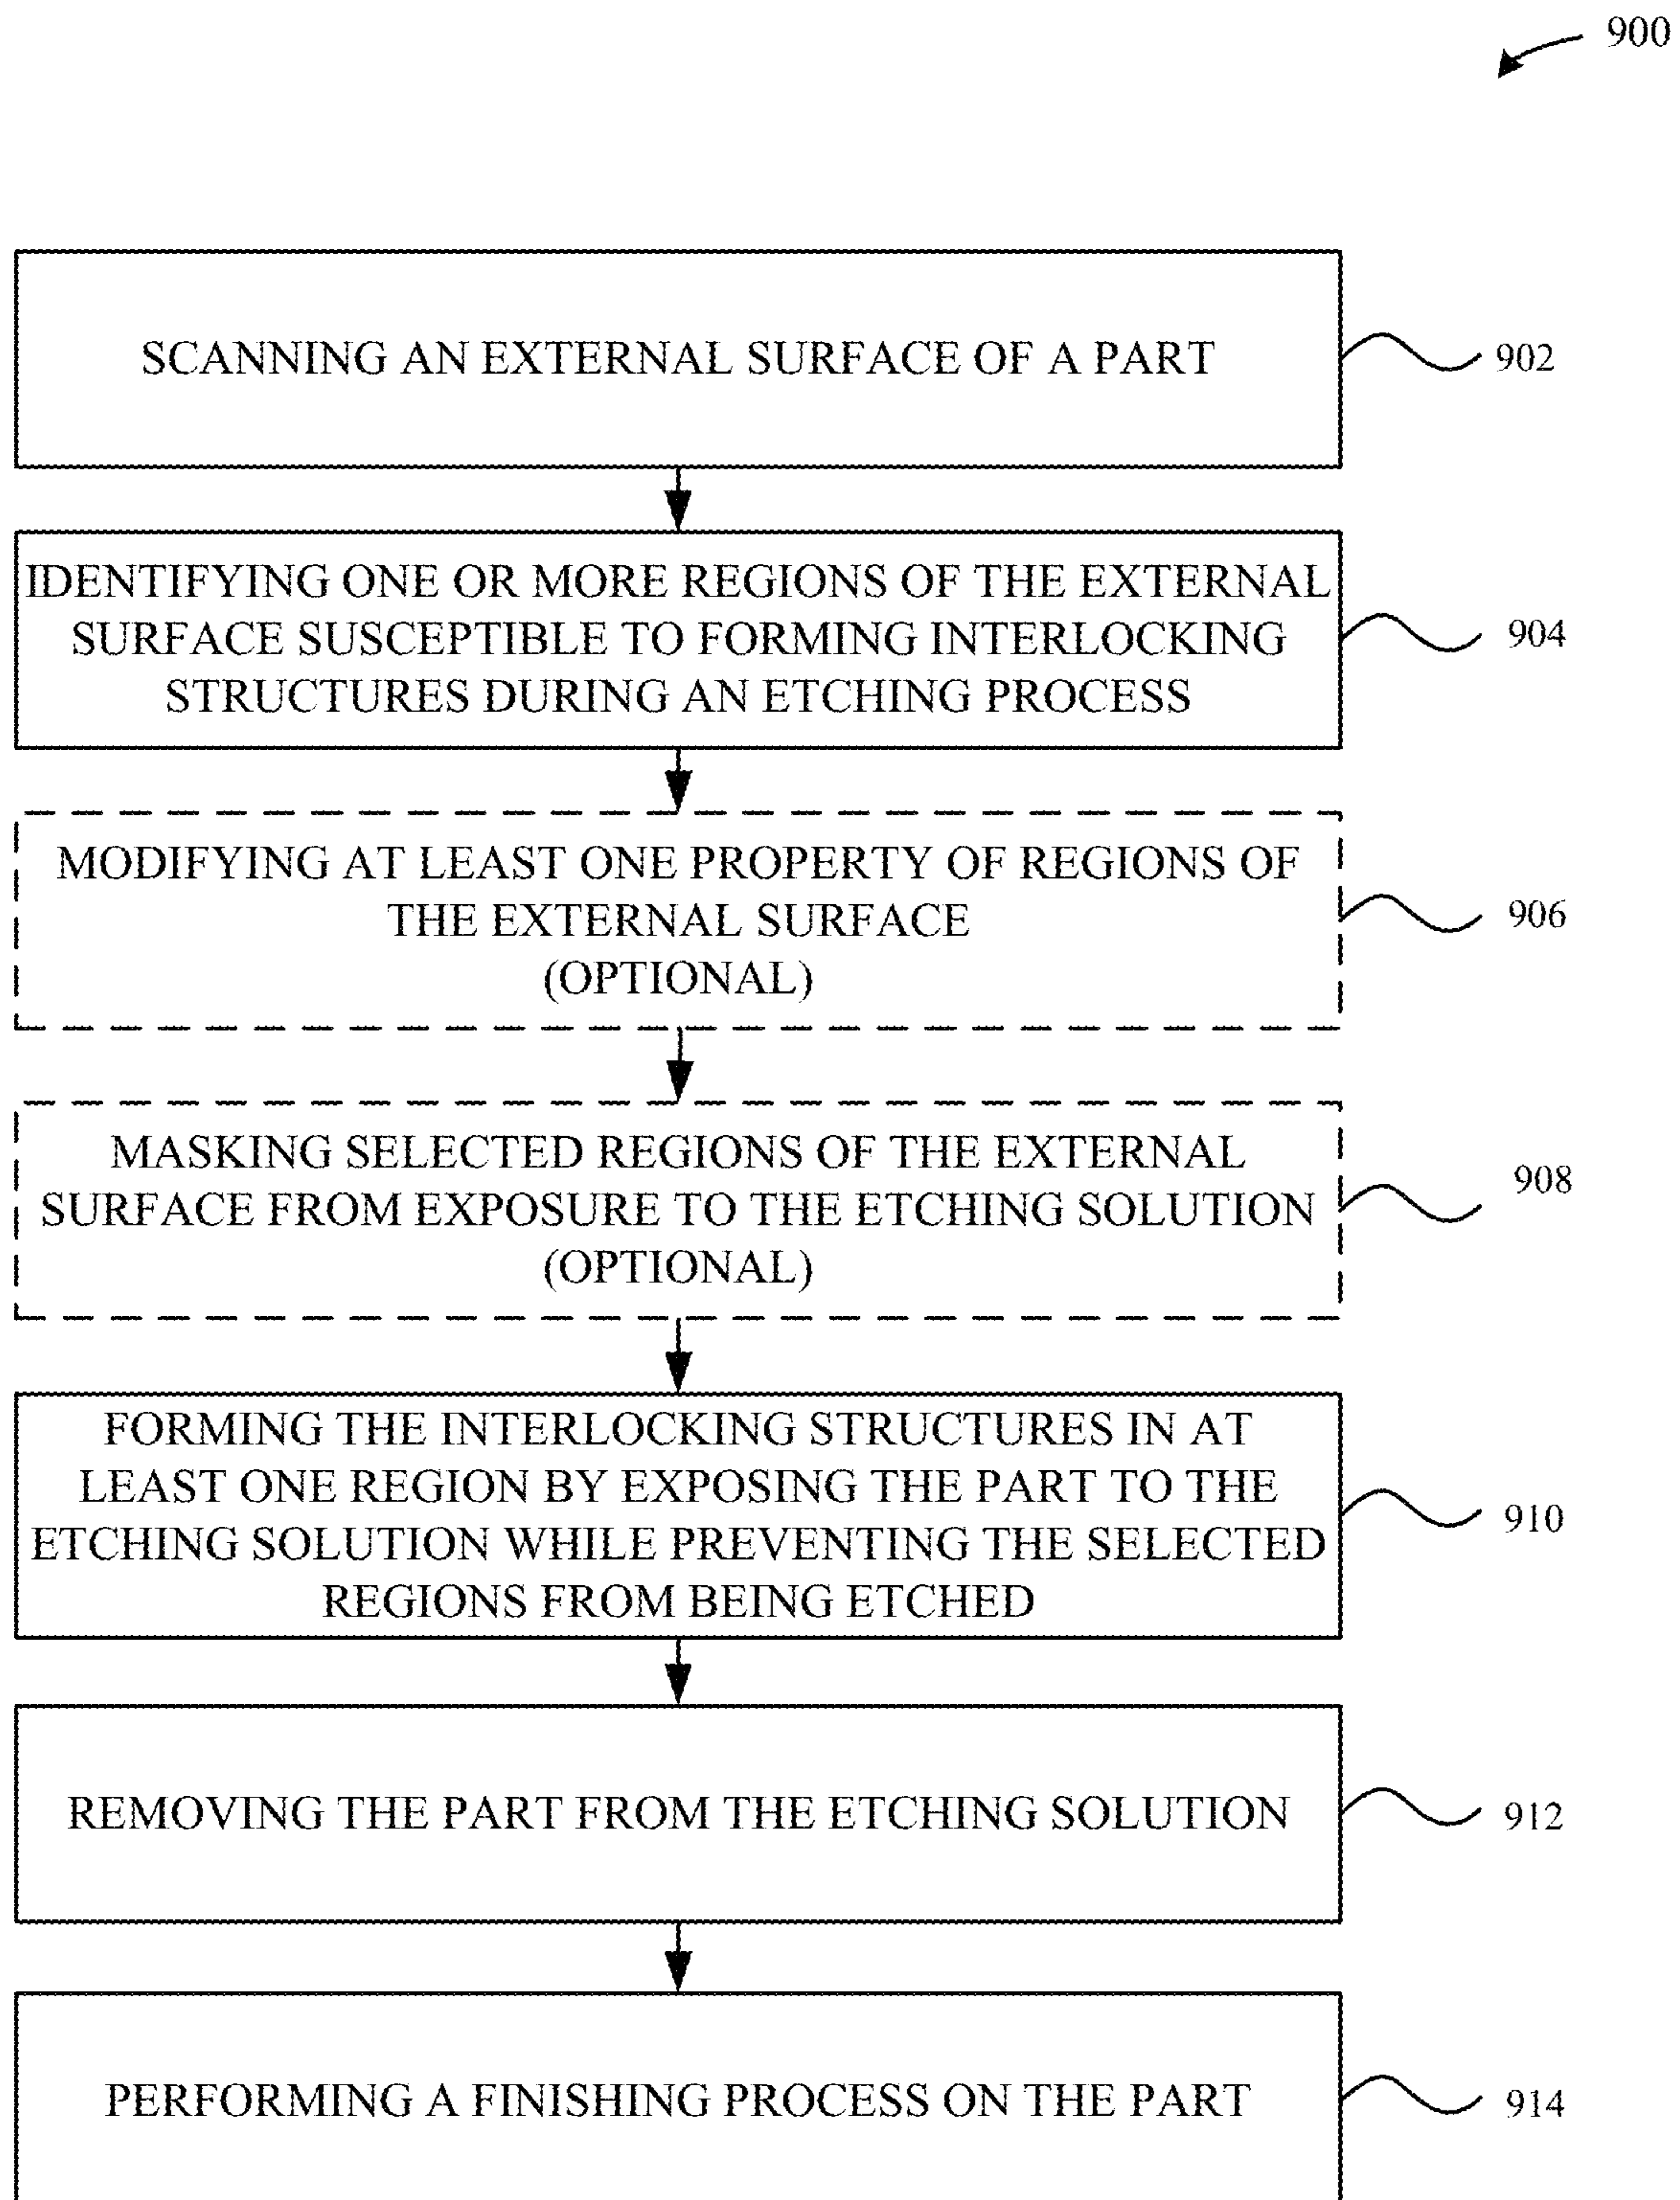 900
SCANNING AN EXTERNAL SURFACE OF A PART
902
IDENTIFYING ONE OR MORE REGIONS OF THE EXTERNAL
SURFACE SUSCEPTIBLE TO FORMING INTERLOCKING
STRUCTURES DURING AN ETCHING PROCESS
904
MODIFYING AT LEAST ONE PROPERTY OF REGIONS OF
THE EXTERNAL SURFACE
(OPTIONAL)
906
MASKING SELECTED REGIONS OF THE EXTERNAL
SURFACE FROM EXPOSURE TO THE ETCHING SOLUTION
(OPTIONAL)
908
FORMING THE INTERLOCKING STRUCTURES IN AT
LEAST ONE REGION BY EXPOSING THE PART TO THE
ETCHING SOLUTION WHILE PREVENTING THE SELECTED
REGIONS FROM BEING ETCHED
910
REMOVING THE PART FROM THE ETCHING SOLUTION
912
PERFORMING A FINISHING PROCESS ON THE PART
914